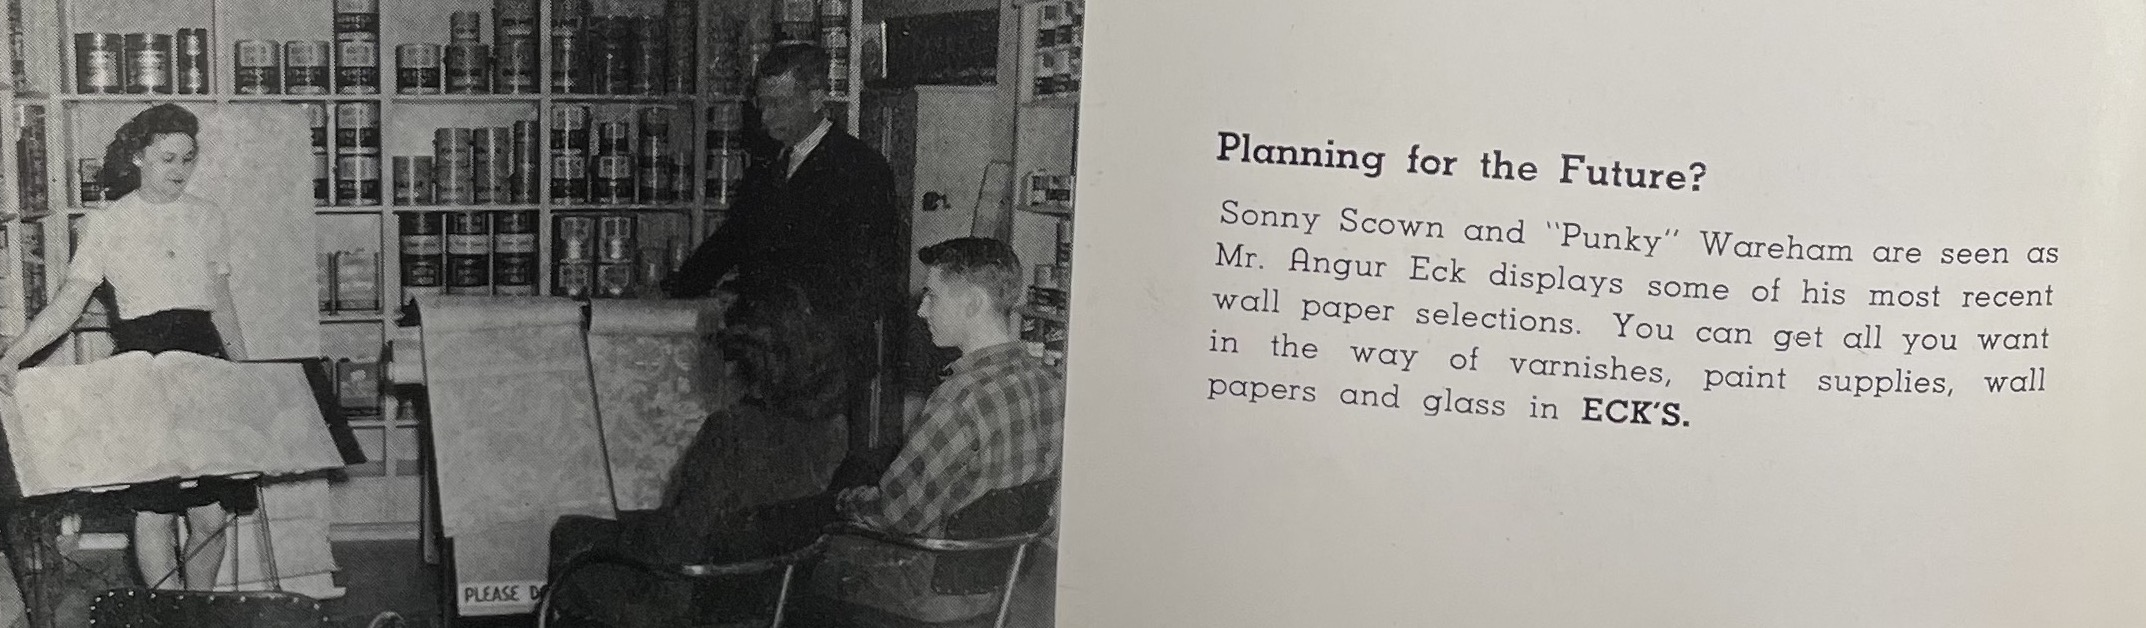 Planning for the Future?
Sonny Scown and "Punky" Wareham are seen as
Mr. Angur Eck displays some of his most recent
wall paper selections. You can get all you want
in the way of varnishes, paint supplies, wall
papers and glass in ECK'S.
PLEASE D